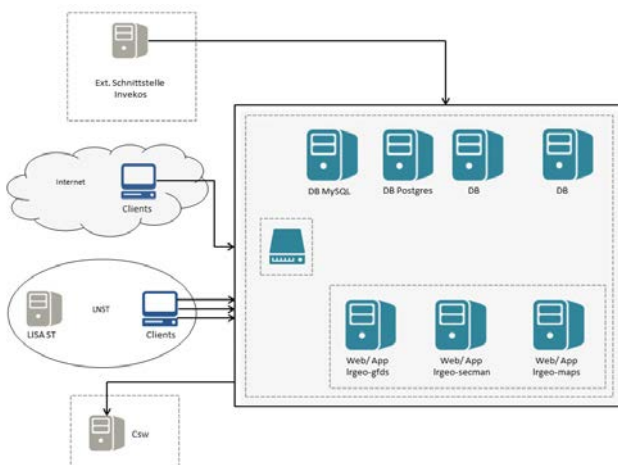 Ext. Schnittstelle
Invekos
DB MySQL
DB Postgres
DB
DB
Internet
Clients
LNST
LISA ST
Clients
Web/ App
lrgeo-gfds
Web/ App
lrgeo-secman
Web/ App
lrgeo-maps
Csw